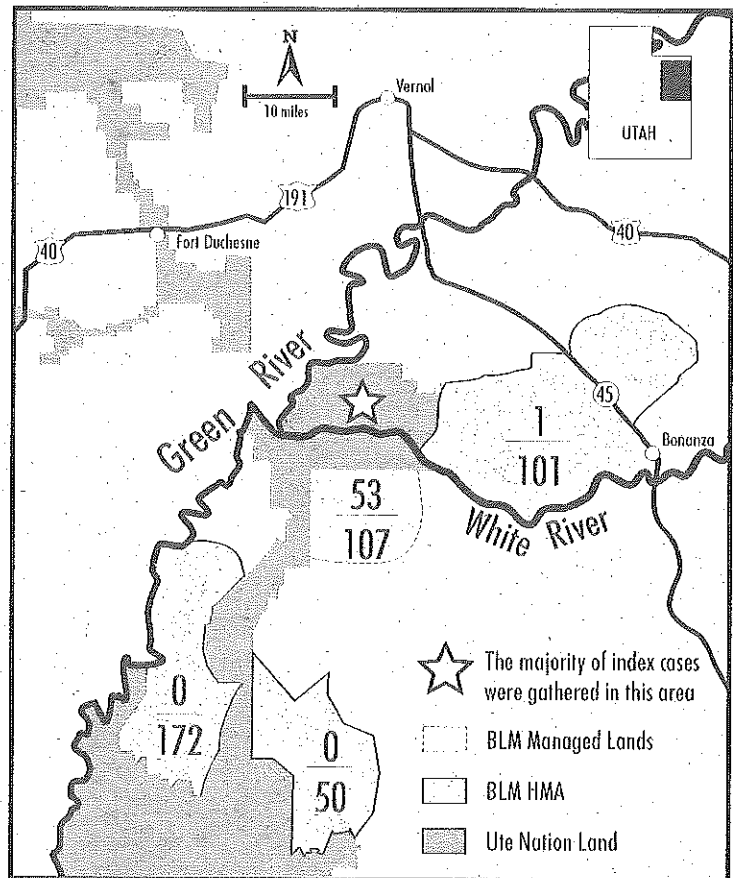 N
10 miles
Vernol
UTAH
191
40
Fort Duchesne
40
Green River
45
1
101
Bonanza
53
107
White River
0
172
0
50
The majority of index cases
were gathered in this area
BLM Managed Lands
BLM HMA
Ute Nation Land